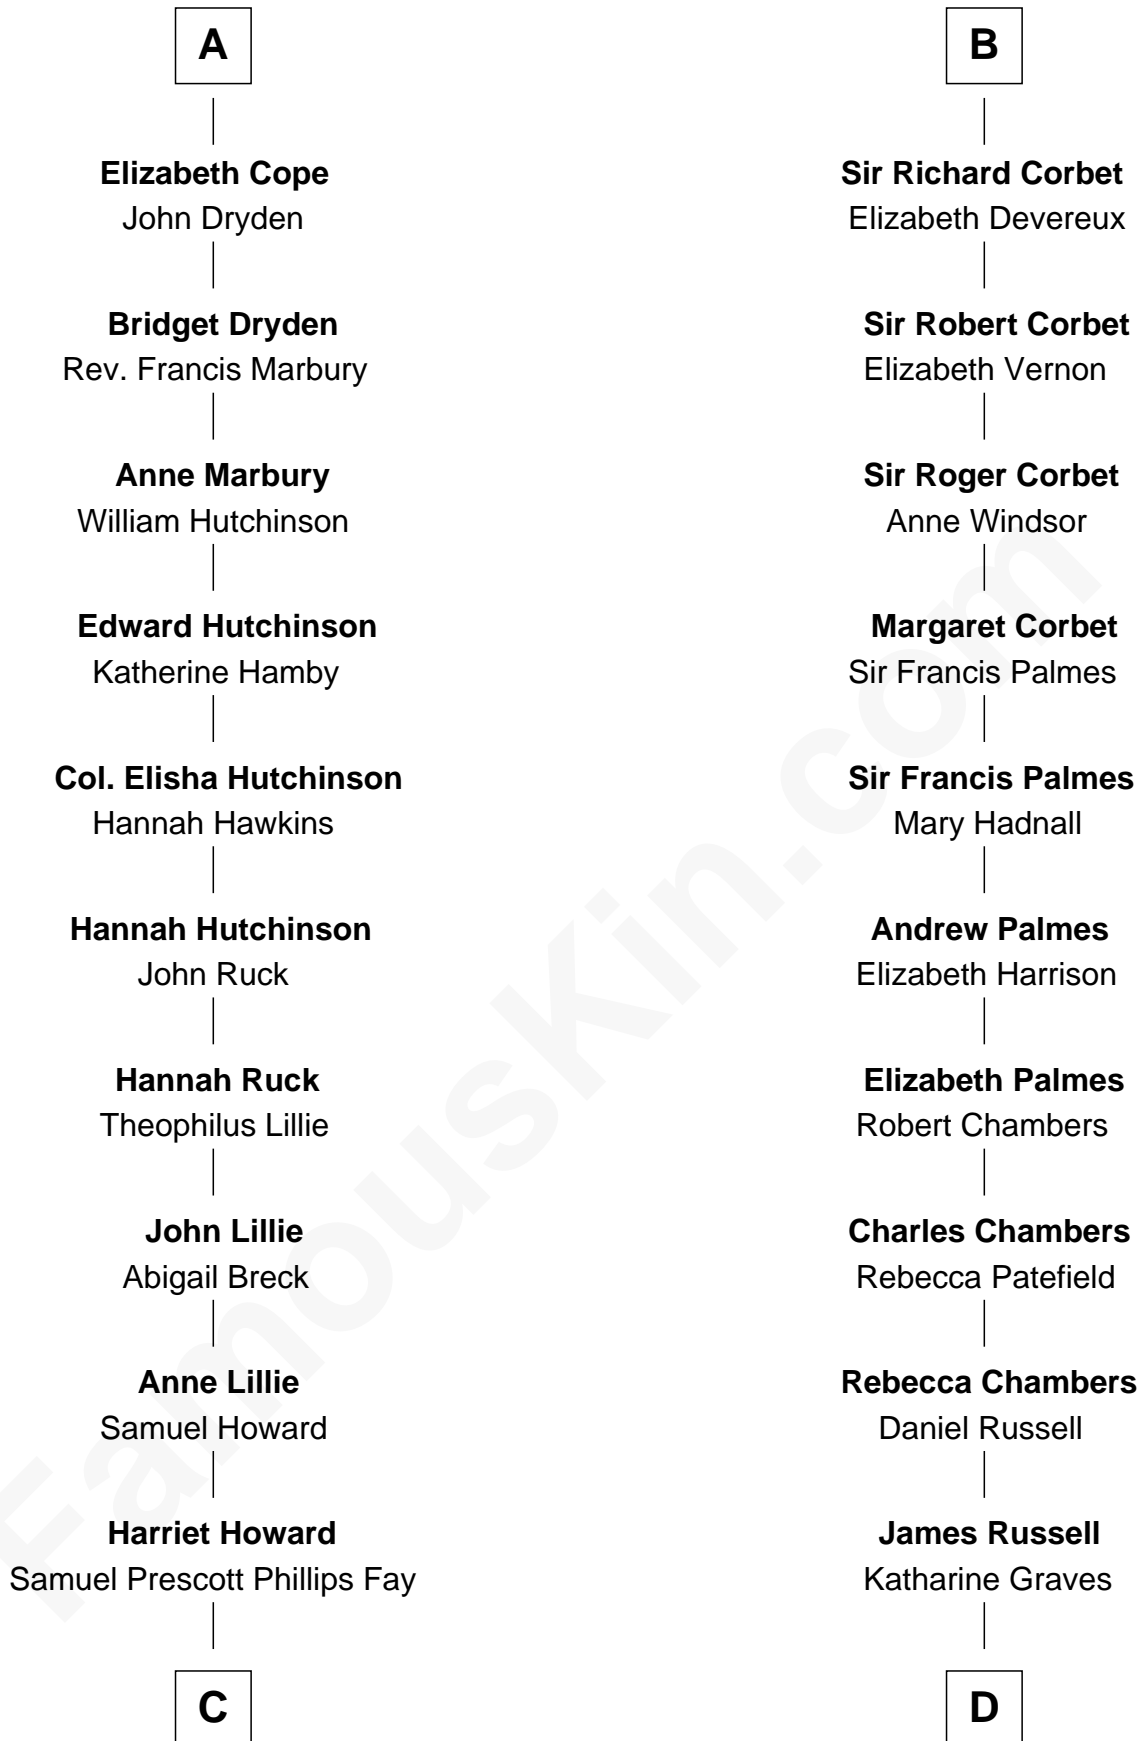 A
Elizabeth Cope
John Dryden
Bridget Dryden
Rev. Francis Marbury
Anne Marbury
William Hutchinson
Edward Hutchinson
Katherine Hamby
Col. Elisha Hutchinson
Hannah Hawkins
Hannah Hutchinson
John Ruck
Hannah Ruck
Theophilus Lillie
John Lillie
Abigail Breck
Anne Lillie
Samuel Howard
Harriet Howard
Samuel Prescott Phillips Fay
C
B
Sir Richard Corbet
Elizabeth Devereux
Sir Robert Corbet
Elizabeth Vernon
Sir Roger Corbet
Anne Windsor
Margaret Corbet
Sir Francis Palmes
Sir Francis Palmes
Mary Hadnall
Andrew Palmes
Elizabeth Harrison
Elizabeth Palmes
Robert Chambers
Charles Chambers
Rebecca Patefield
Rebecca Chambers
Daniel Russell
James Russell
Katharine Graves
D
FamousKin.com